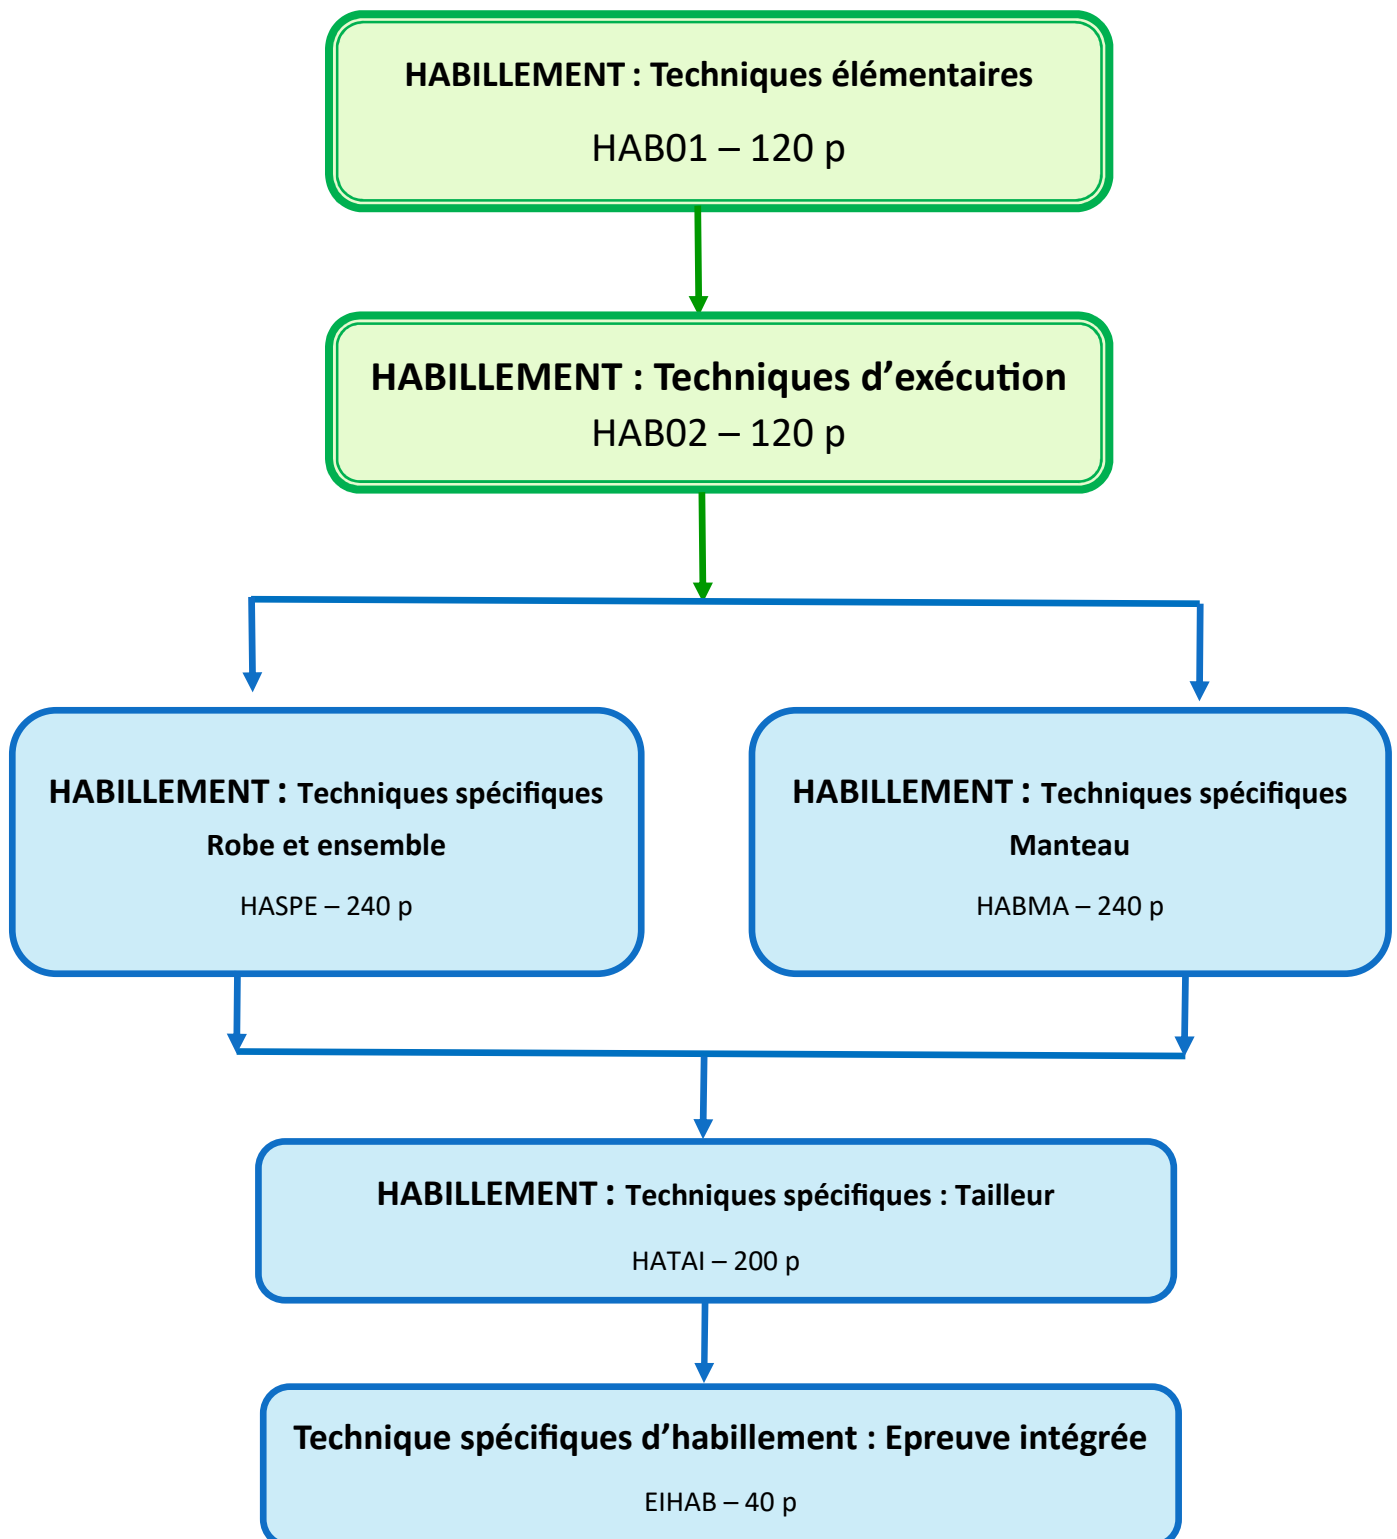 HABILLEMENT : Techniques élémentaires
HAB01 – 120 p
HABILLEMENT : Techniques d’exécution
HAB02 – 120 p
HABILLEMENT : Techniques spécifiques
Robe et ensemble
HASPE – 240 p
HABILLEMENT : Techniques spécifiques
Manteau
HABMA – 240 p
HABILLEMENT : Techniques spécifiques : Tailleur
HATAI – 200 p
Technique spécifiques d’habillement : Epreuve intégrée
EIHAB – 40 p